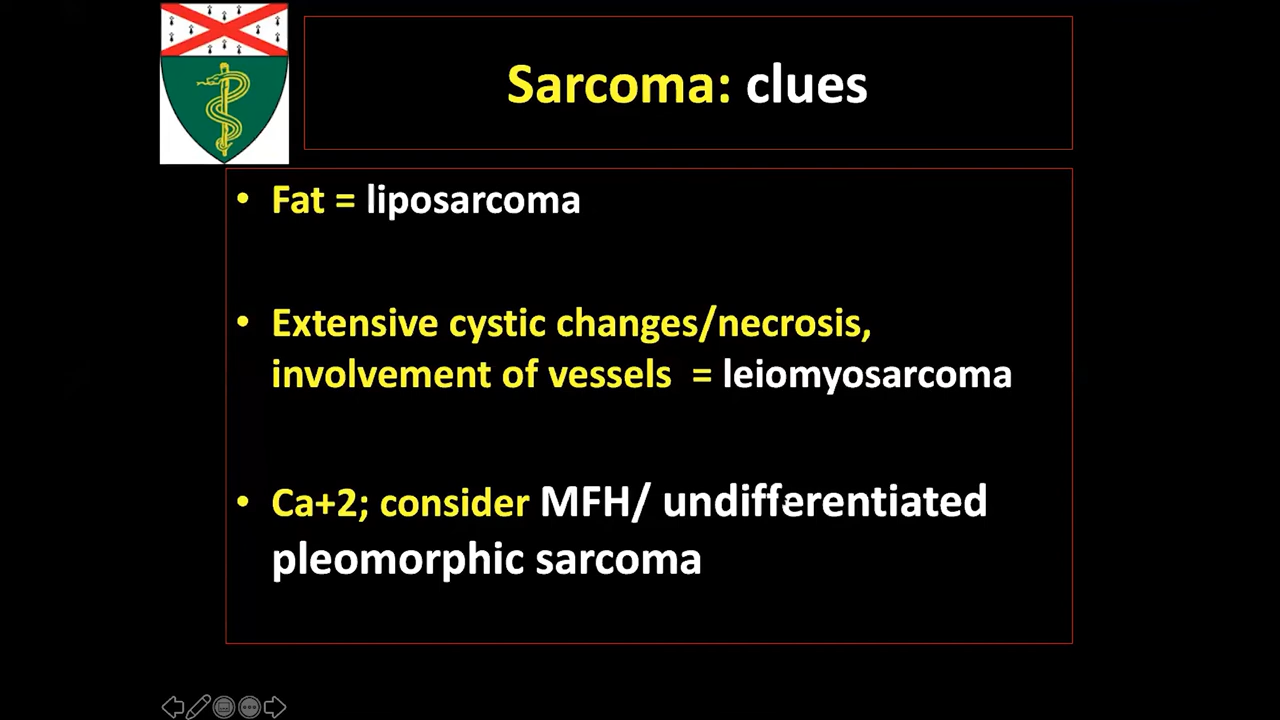 Sarcoma: clues
• Fat = liposarcoma
• Extensive cystic changes/necrosis,
involvement of vessels = leiomyosarcoma
• Ca+2; consider MFH/ undifferentiated
pleomorphic sarcoma